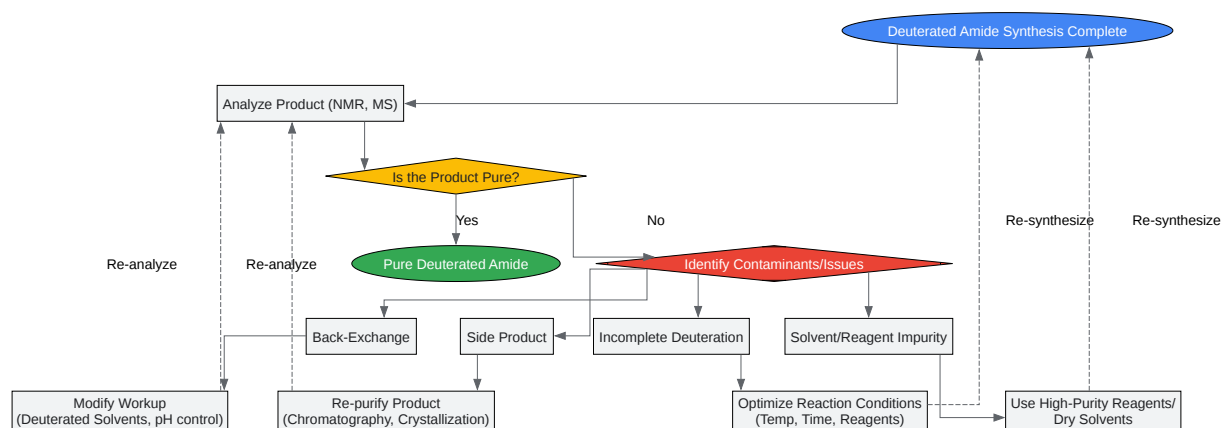 Deuterated Amide Synthesis Complete
Analyze Product (NMR, MS)
Is the Product Pure?
Yes
No
Re-synthesize
Re-synthesize
Re-analyze
Re-analyze
Pure Deuterated Amide
Identify Contaminants/Issues
Back-Exchange
Side Product
Incomplete Deuteration
Solvent/Reagent Impurity
Modify Workup
(Deuterated Solvents, pH control)
Re-purify Product
(Chromatography, Crystallization)
Optimize Reaction Conditions
(Temp, Time, Reagents)
Use High-Purity Reagents/
Dry Solvents